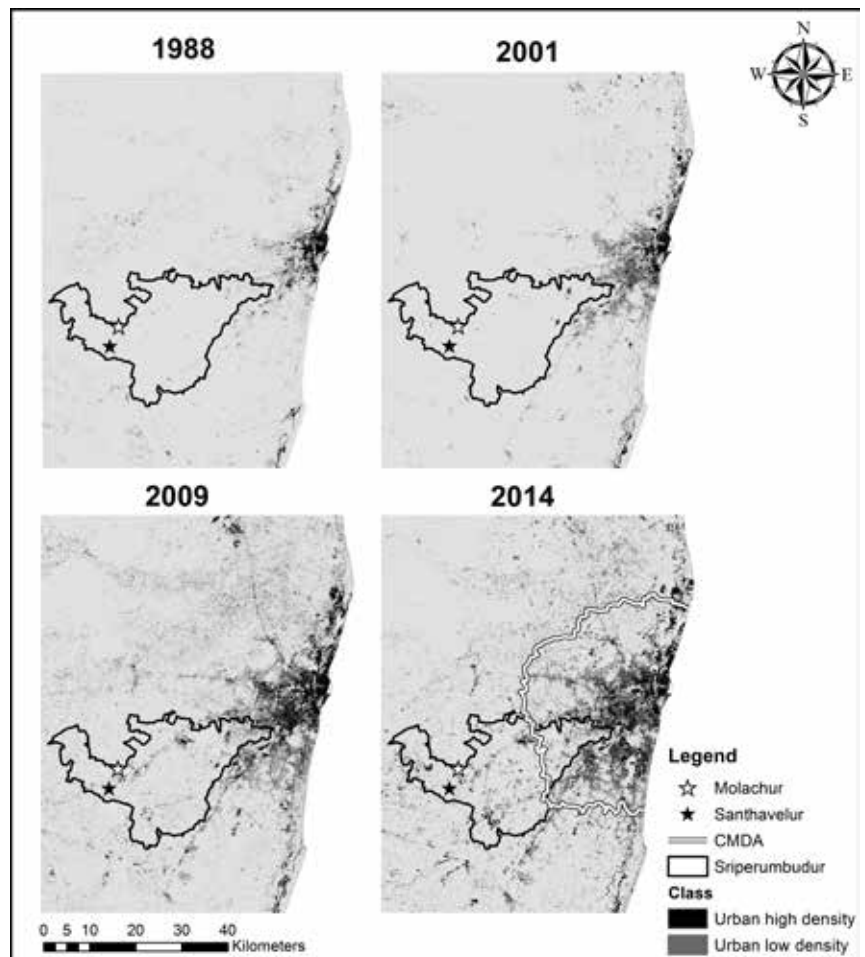 1988
2001
N
W E
S
2009
2014
Legend
Molachur
Santhavelur
CMDA
Sriperumbudur
Class
Urban high density
Urban low density
0 5 10 20 30 40
Kilometers